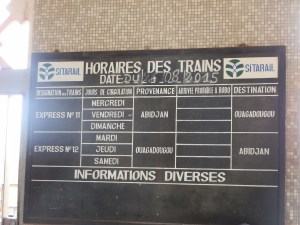 SITARAIL HORAIRES DES TRAINS SITARAIL
DATE: 08/2015
DESIGNATION DES TRAINS JOURS DE CIRCULATION PROVENANCE ARRIVEE PROBABLE A BOBO DESTINATION
MERCREDI
EXPRESS N° 11 VENDREDI ABIDJAN OUAGADOUGOU
DIMANCHE
MARDI
EXPRESS N° 12 JEUDI OUAGADOUGOU ABIDJAN
SAMEDI
INFORMATIONS DIVERSES